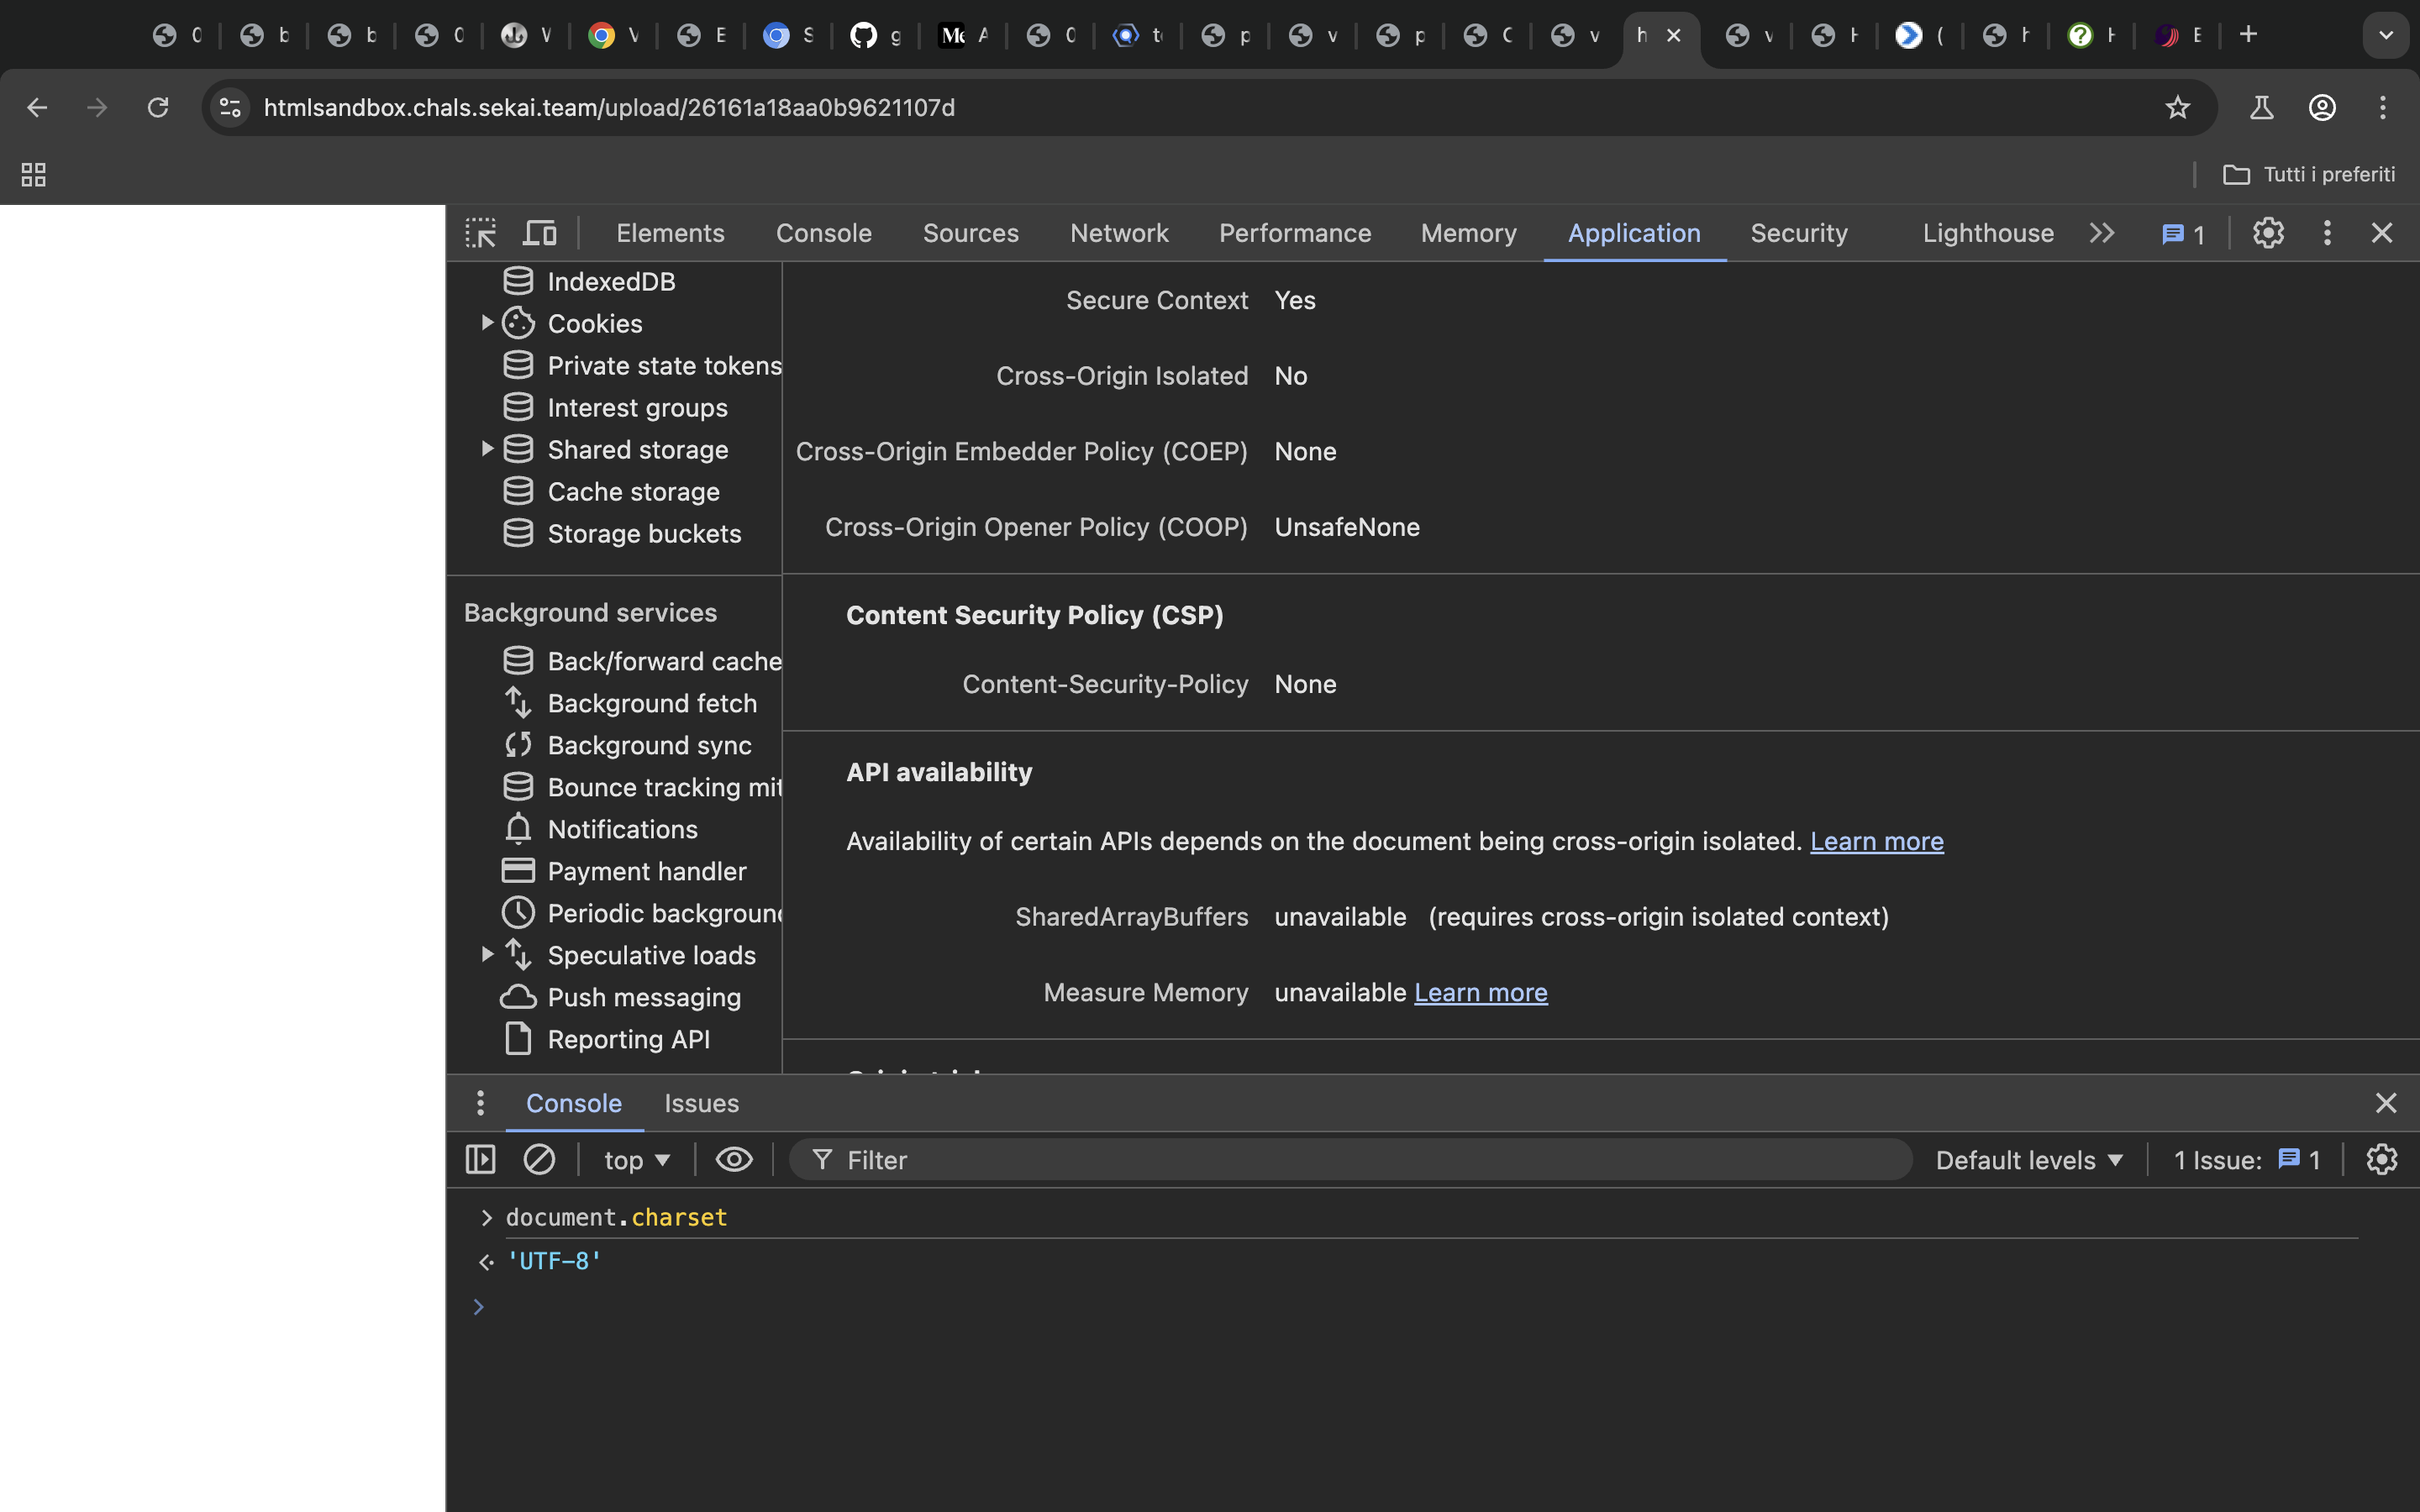 htmlsandbox.chals.sekai.team/upload/26161a18aa0b9621107d
Tutti i preferiti
Elements Console Sources Network Performance Memory Application Security Lighthouse 1
IndexedDB
Cookies
Private state tokens
Interest groups
Shared storage
Cache storage
Storage buckets
Background services
Back/forward cache
Background fetch
Background sync
Bounce tracking mit
Notifications
Payment handler
Periodic background
Speculative loads
Push messaging
Reporting API
Secure Context Yes
Cross-Origin Isolated No
Cross-Origin Embedder Policy (COEP) None
Cross-Origin Opener Policy (COOP) UnsafeNone
Content Security Policy (CSP)
Content-Security-Policy None
API availability
Availability of certain APIs depends on the document being cross-origin isolated. Learn more
SharedArrayBuffers unavailable (requires cross-origin isolated context)
Measure Memory unavailable Learn more
Console Issues
top Filter Default levels 1 Issue: 1
document.charset
'UTF-8'